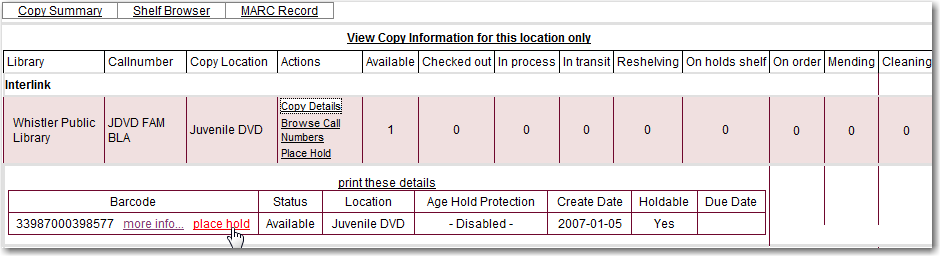 Copy Summary Shelf Browser MARC Record
View Copy Information for this location only
Library Callnumber Copy Location Actions Available Checked out In process In transit Reshelving On holds shelf On order Mending Cleaning
Interlink
Whistler Public Library JDVD FAM BLA Juvenile DVD Copy Details Browse Call Numbers Place Hold 1 0 0 0 0 0 0 0 0
print these details
Barcode Status Location Age Hold Protection Create Date Holdable Due Date
33987000398577 more info... place hold Available Juvenile DVD - Disabled - 2007-01-05 Yes